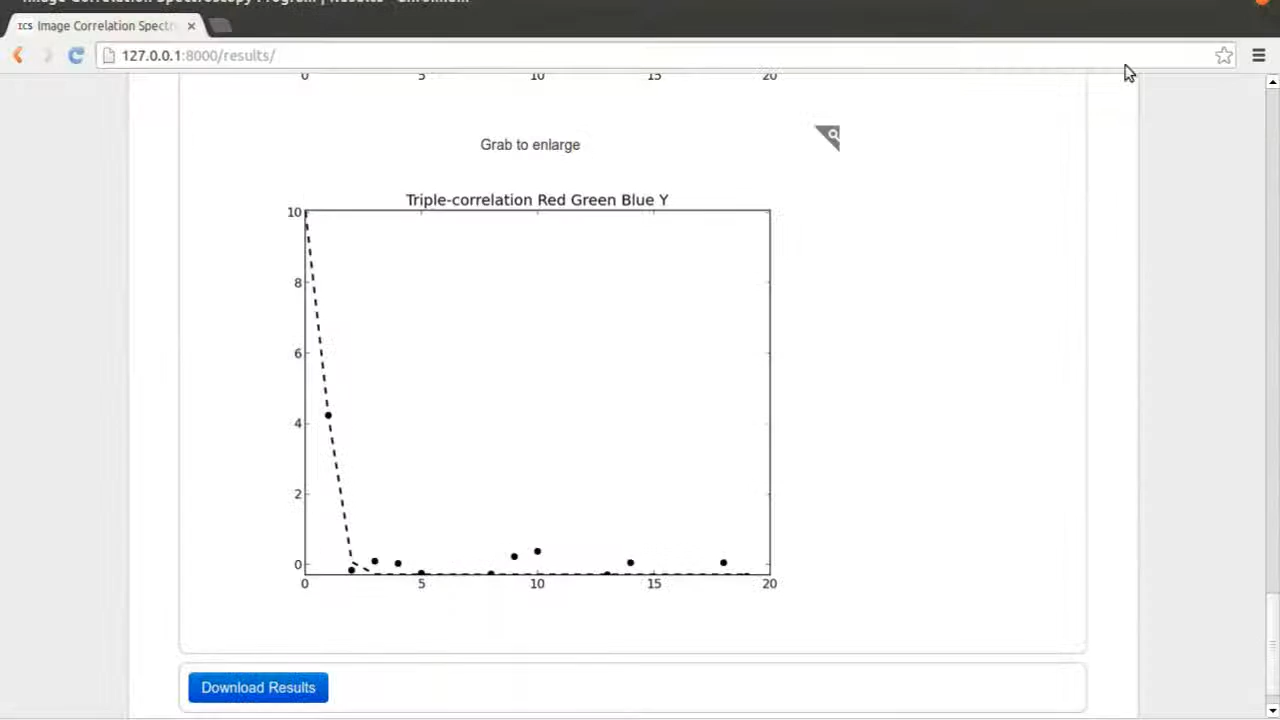 ICS Image Correlation Spectr
127.0.0.1:8000/results/
0 5 10 15 20
Grab to enlarge
Triple-correlation Red Green Blue Y
10
8
6
4
2
0
0 5 10 15 20
Download Results